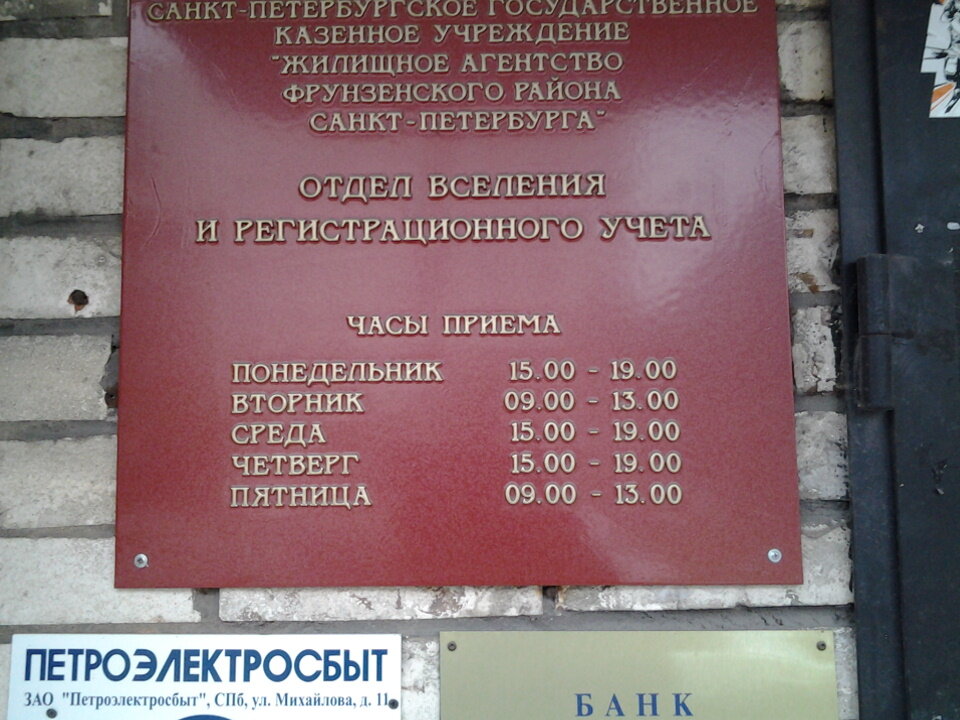 САНКТ-ПЕТЕРБУРГСКОЕ ГОСУДАРСТВЕННОЕ
КАЗЕННОЕ УЧРЕЖДЕНИЕ
"ЖИЛИЩНОЕ АГЕНТСТВО
ФРУНЗЕНСКОГО РАЙОНА
САНКТ-ПЕТЕРБУРГА"
ОТДЕЛ ВСЕЛЕНИЯ
И РЕГИСТРАЦИОННОГО УЧЕТА
ЧАСЫ ПРИЕМА
ПОНЕДЕЛЬНИК 15.00 - 19.00
ВТОРНИК 09.00 - 13.00
СРЕДА 15.00 - 19.00
ЧЕТВЕРГ 15.00 - 19.00
ПЯТНИЦА 09.00 - 13.00
ПЕТРОЭЛЕКТРОСБЫТ
ЗАО "Петроэлектросбыт", СПб, ул. Михайлова, д. 11
БАНК